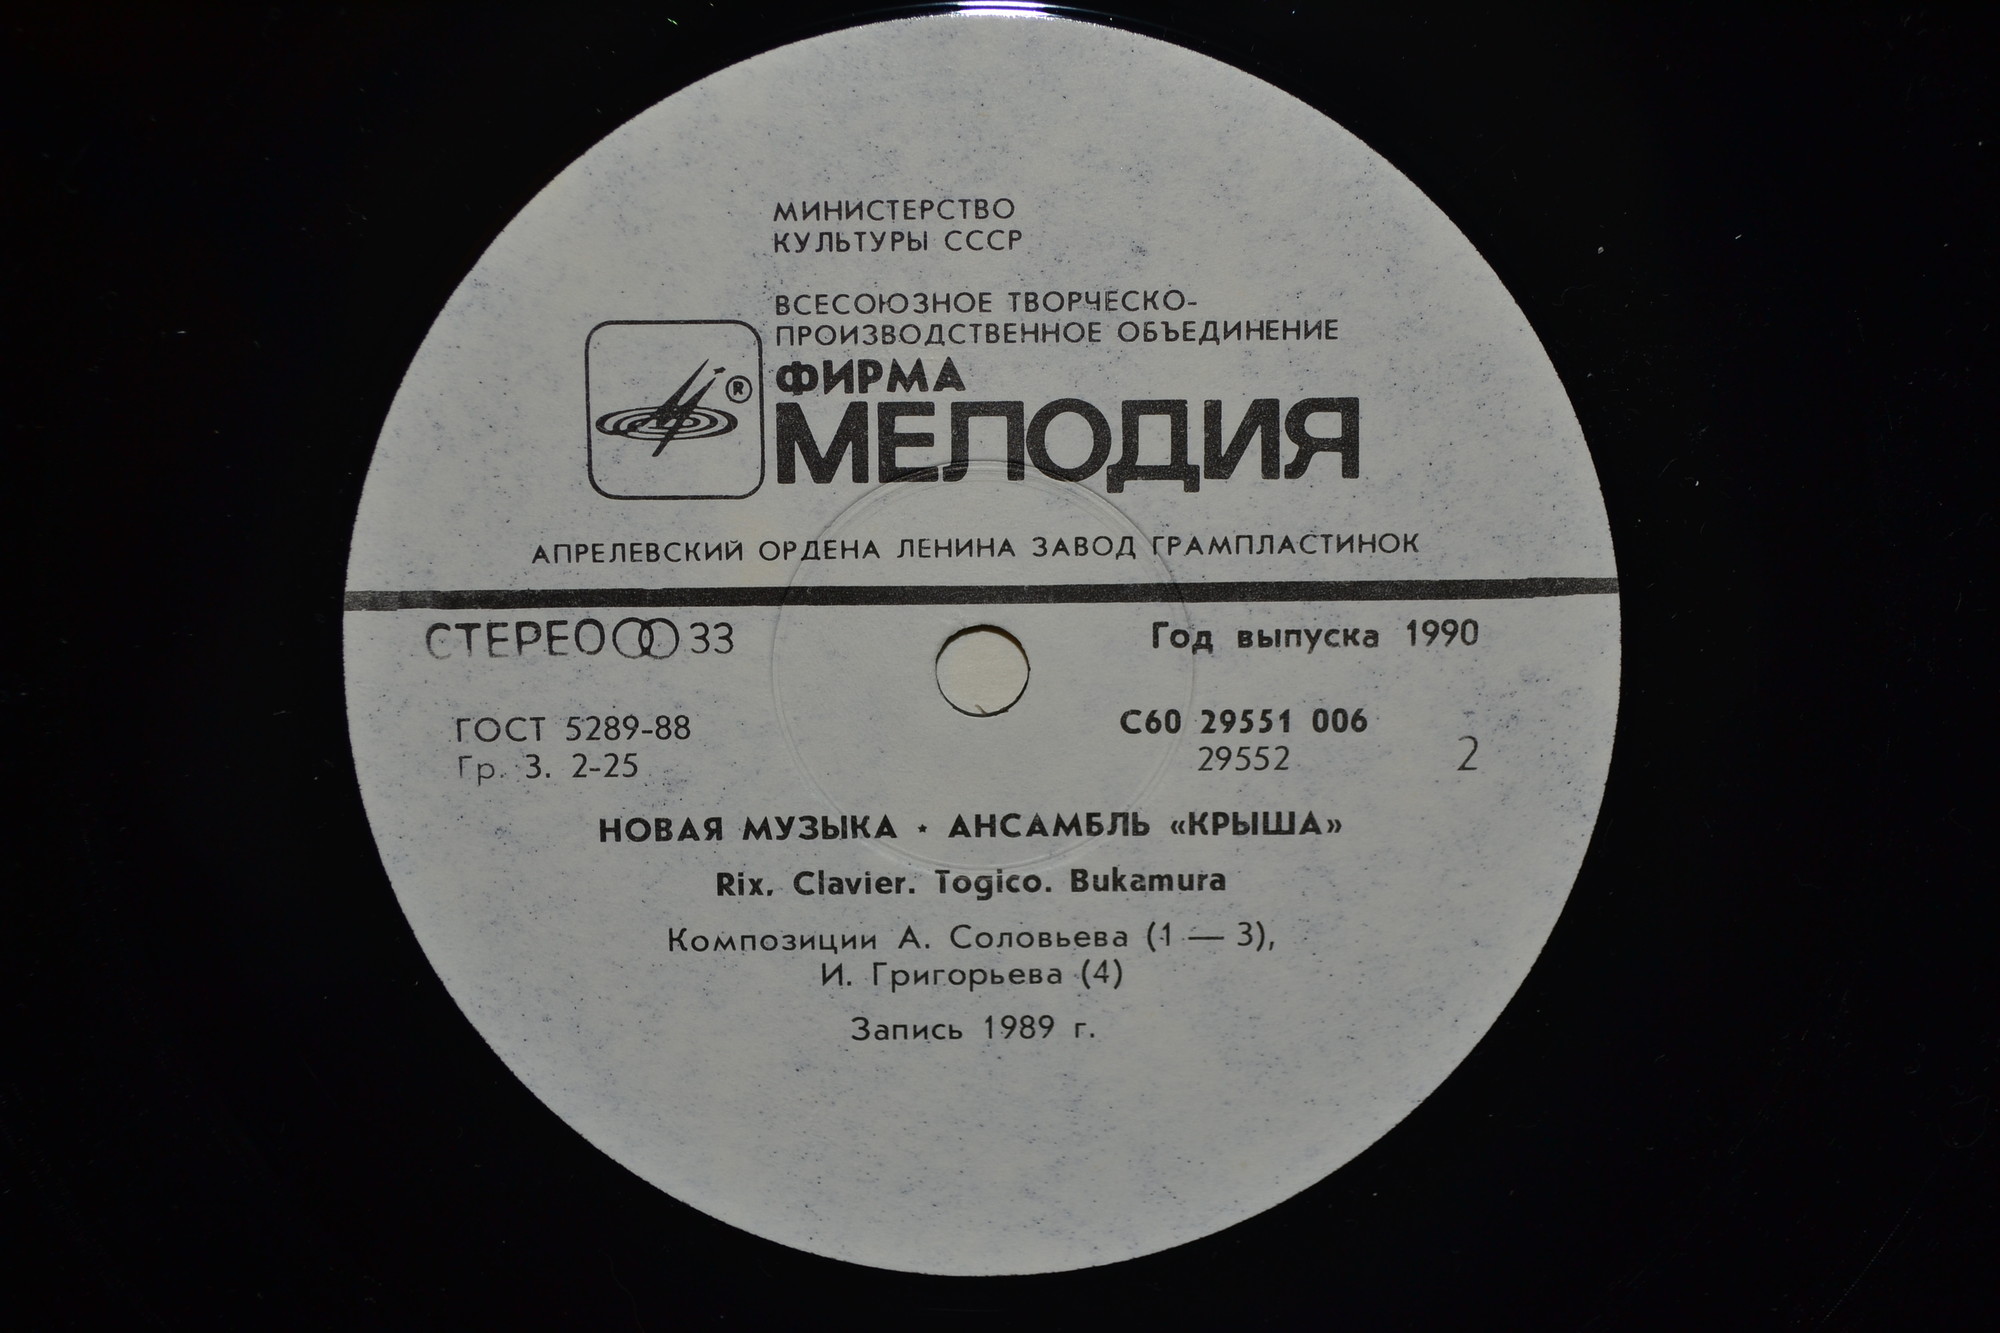 МИНИСТЕРСТВО
КУЛЬТУРЫ СССР
ВСЕСОЮЗНОЕ ТВОРЧЕСКО-
ПРОИЗВОДСТВЕННОЕ ОБЪЕДИНЕНИЕ
®
ФИРМА
МЕЛОДИЯ
АПРЕЛЕВСКИЙ ОРДЕНА ЛЕНИНА ЗАВОД ГРАМПЛАСТИНОК
СТЕРЕО 33
Год выпуска 1990
ГОСТ 5289-88
Гр. 3. 2-25
С60 29551 006
29552
2
НОВАЯ МУЗЫКА ⋆ АНСАМБЛЬ «КРЫША»
Rix. Clavier. Togico. Bukamura
Композиции А. Соловьева (1 — 3),
И. Григорьева (4)
Запись 1989 г.